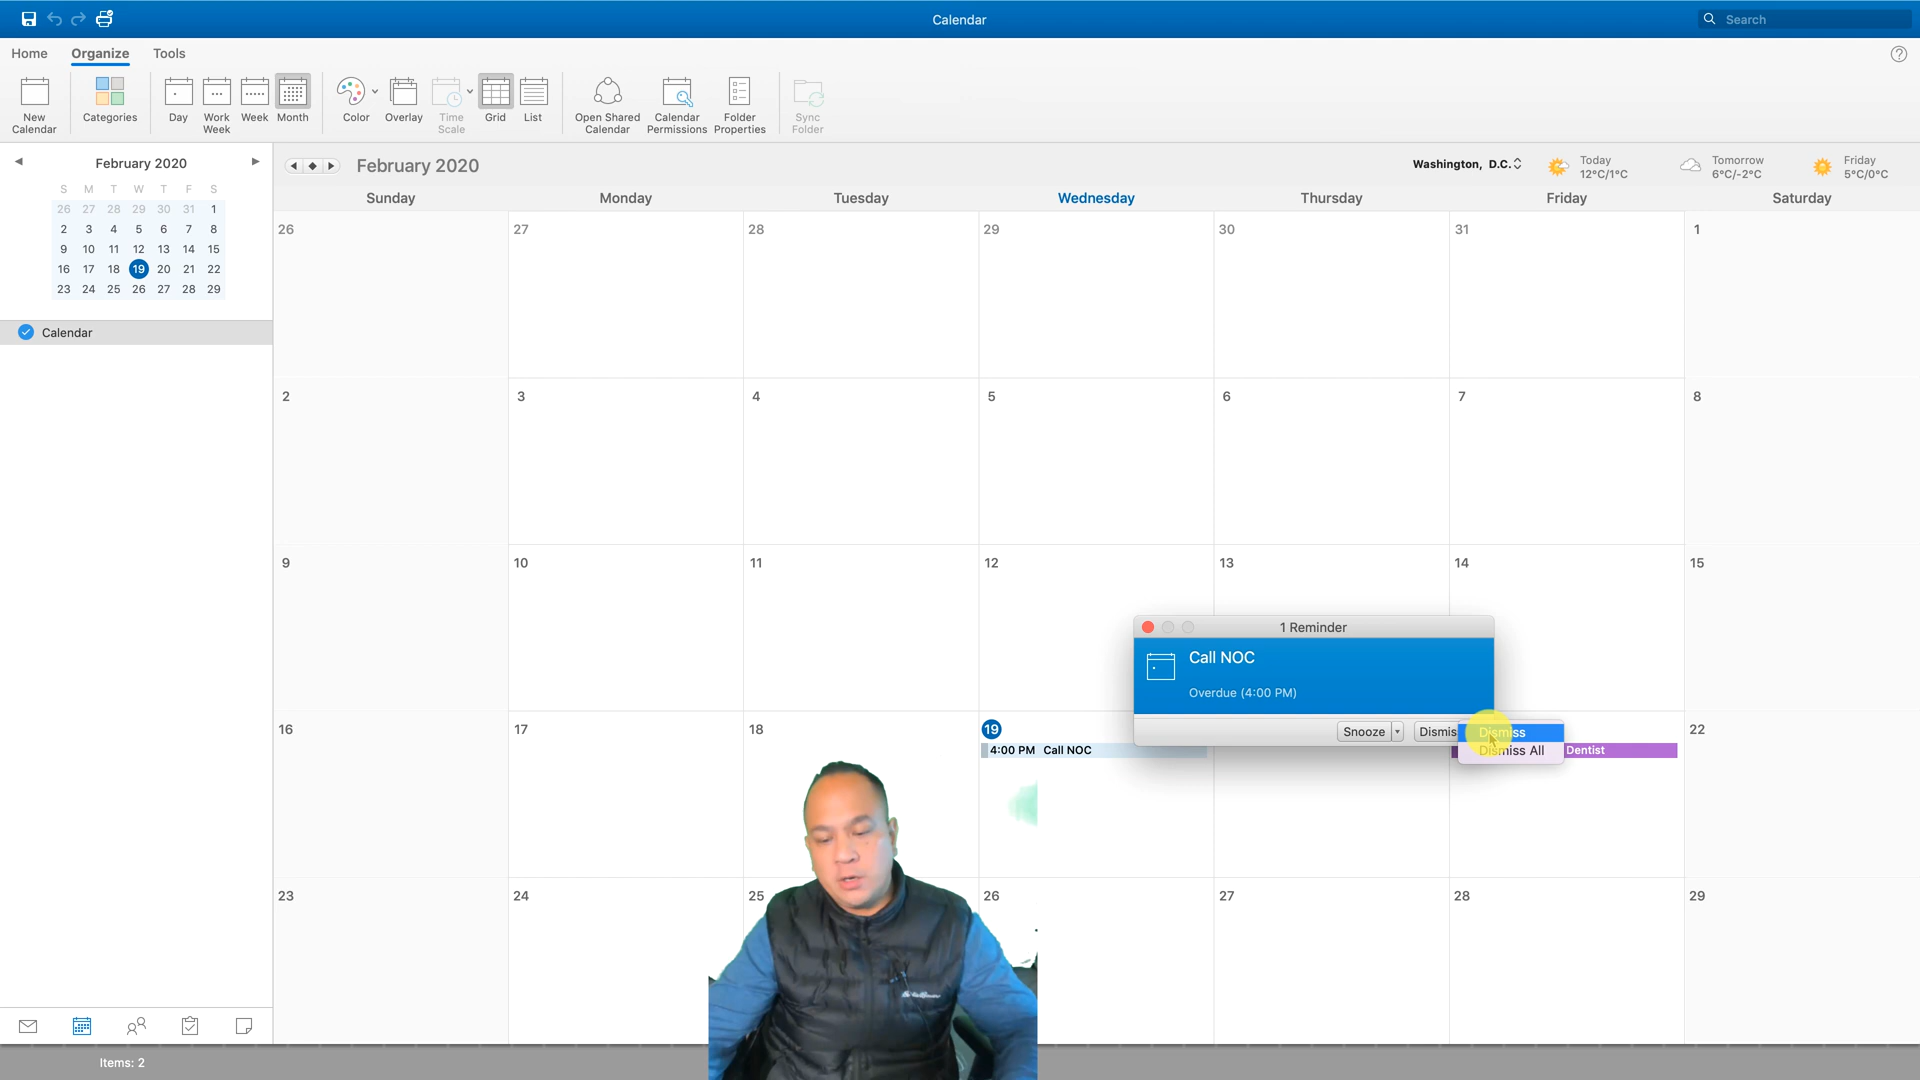 Calendar
Search
Home Organize Tools
New Calendar
Categories
Day
Work Week
Week
Month
Color
Overlay
Time Scale
Grid
List
Open Shared Calendar
Calendar Permissions
Folder Properties
Sync Folder
February 2020
S M T W T F S
26 27 28 29 30 31 1
2 3 4 5 6 7 8
9 10 11 12 13 14 15
16 17 18 19 20 21 22
23 24 25 26 27 28 29
Calendar
February 2020
Washington, D.C.
Today
12°C/1°C
Tomorrow
6°C/-2°C
Friday
5°C/0°C
Sunday Monday Tuesday Wednesday Thursday Friday Saturday
26 27 28 29 30 31 1
2 3 4 5 6 7 8
9 10 11 12 13 14 15
1 Reminder
Call NOC
Overdue (4:00 PM)
Snooze
Dismis
Dismiss
Dismiss All
16 17 18 19 22
4:00 PM Call NOC
Dentist
23 24 25 26 27 28 29
Items: 2